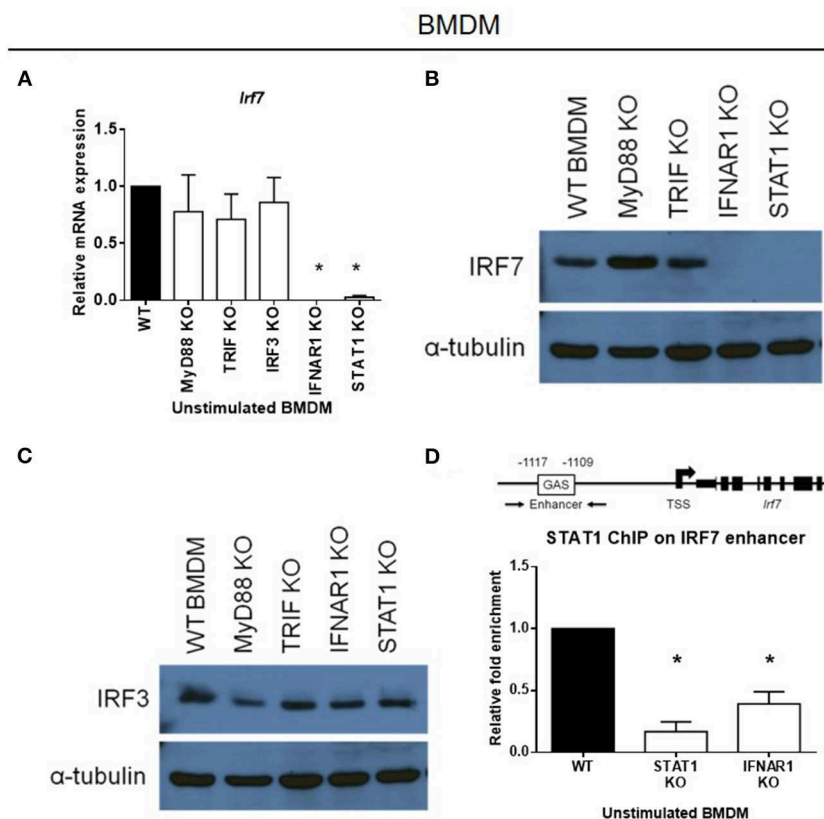 BMDM
A
Irf7
Relative mRNA expression
1.5
1.0
0.5
0.0
WT
MyD88 KO
TRIF KO
IRF3 KO
IFNAR1 KO
STAT1 KO
* *
Unstimulated BMDM
B
WT BMDM
MyD88 KO
TRIF KO
IFNAR1 KO
STAT1 KO
IRF7
α-tubulin
C
WT BMDM
MyD88 KO
TRIF KO
IFNAR1 KO
STAT1 KO
IRF3
α-tubulin
D
-1117 -1109
GAS
Enhancer TSS Irf7
STAT1 ChIP on IRF7 enhancer
Relative fold enrichment
1.5
1.0
0.5
0.0
* *
WT STAT1 KO IFNAR1 KO
Unstimulated BMDM